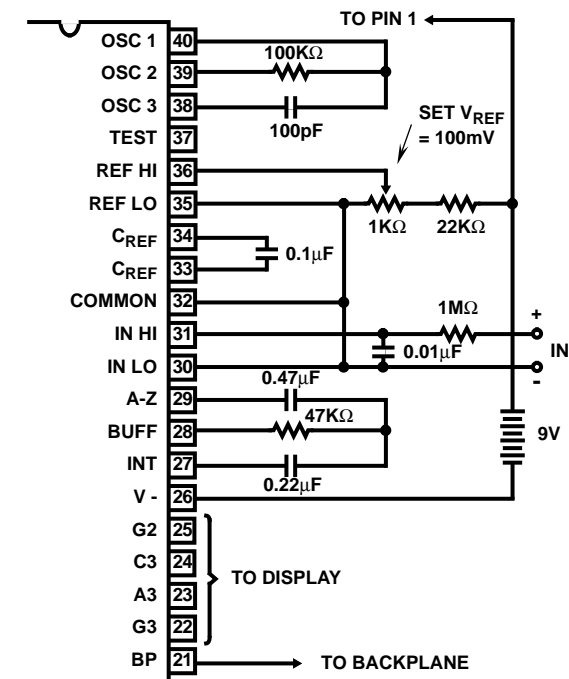 TO PIN 1
OSC 1 40
100KΩ
OSC 2 39
OSC 3 38
100pF
SET VREF
= 100mV
TEST 37
REF HI 36
REF LO 35
1KΩ 22KΩ
CREF 34
0.1µF
CREF 33
COMMON 32
1MΩ
+
IN HI 31
0.01µF
IN
IN LO 30
-
0.47µF
A-Z 29
47KΩ
BUFF 28
9V
INT 27
0.22µF
V - 26
G2 25
C3 24
TO DISPLAY
A3 23
G3 22
BP 21
TO BACKPLANE